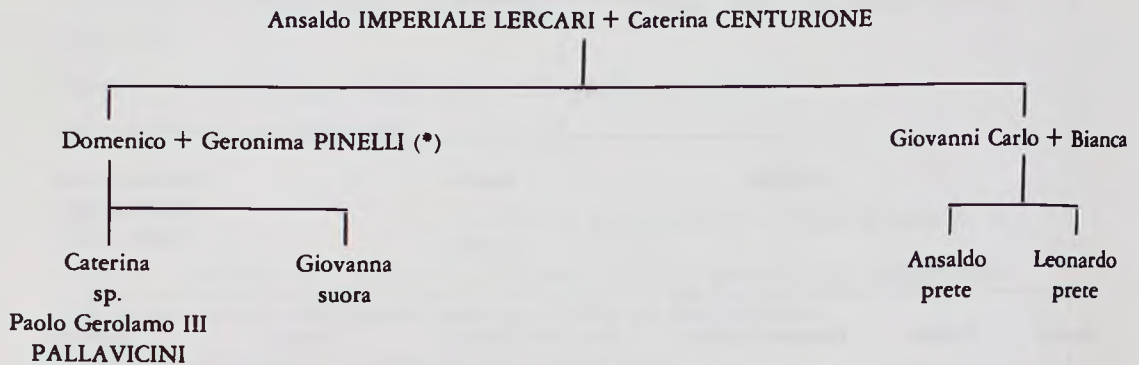 Ansaldo IMPERIALE LERCARI + Caterina CENTURIONE
Domenico + Geronima PINELLI (*)
Giovanni Carlo + Bianca
Caterina
sp.
Paolo Gerolamo III
PALLAVICINI
Giovanna
suora
Ansaldo
prete
Leonardo
prete